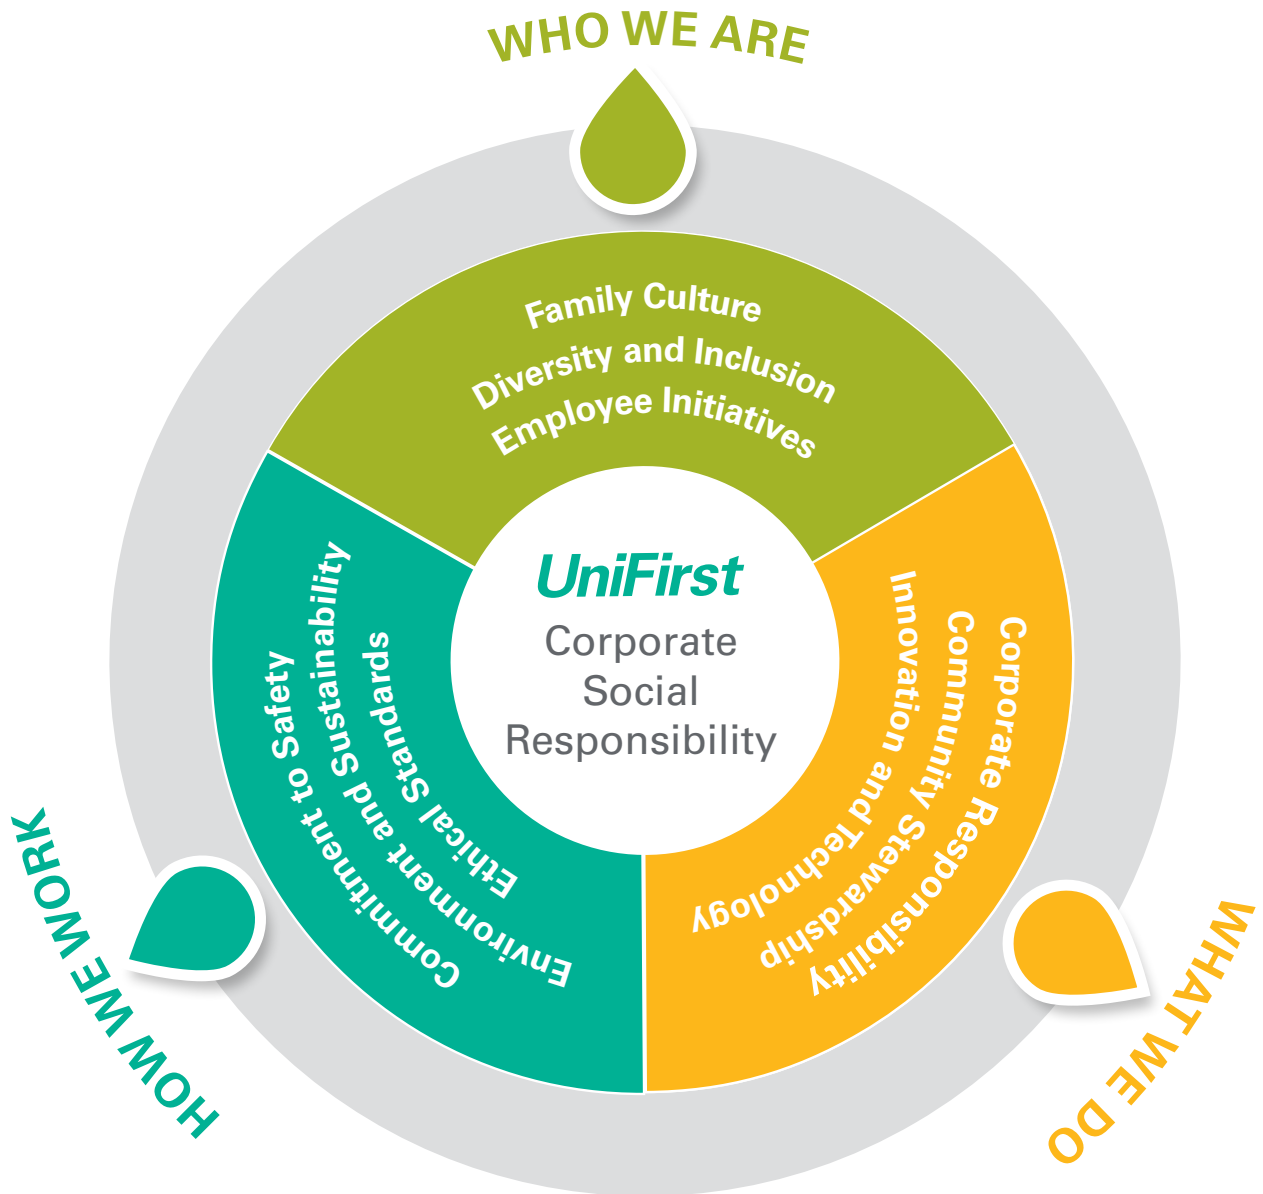 WHO WE ARE
Family Culture
Diversity and Inclusion
Employee Initiatives
UniFirst
Corporate
Social
Responsibility
Corporate Responsibility
Community Stewardship
Innovation and Technology
WHAT WE DO
Commitment to Safety
Environment and Sustainability
Ethical Standards
HOW WE WORK